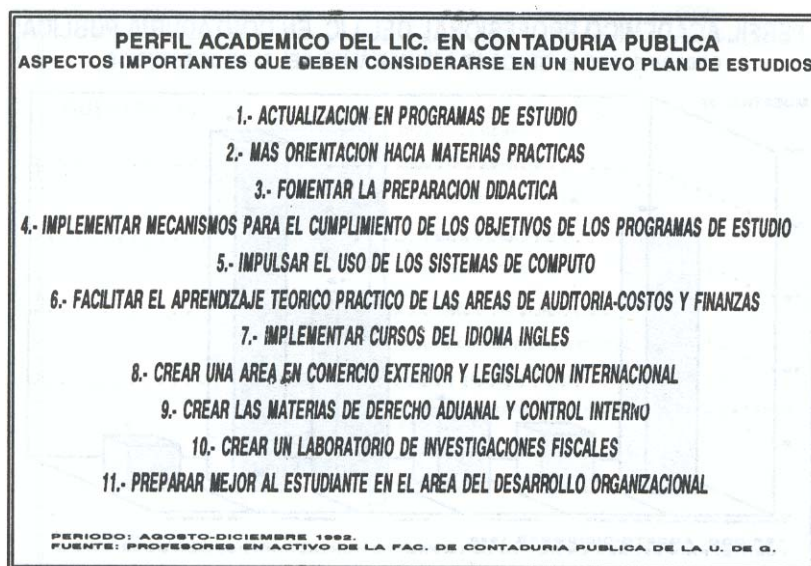 PERFIL ACADEMICO DEL LIC. EN CONTADURIA PUBLICA
ASPECTOS IMPORTANTES QUE DEBEN CONSIDERARSE EN UN NUEVO PLAN DE ESTUDIOS
1.- ACTUALIZACION EN PROGRAMAS DE ESTUDIO
2.- MAS ORIENTACION HACIA MATERIAS PRACTICAS
3.- FOMENTAR LA PREPARACION DIDACTICA
4.- IMPLEMENTAR MECANISMOS PARA EL CUMPLIMIENTO DE LOS OBJETIVOS DE LOS PROGRAMAS DE ESTUDIO
5.- IMPULSAR EL USO DE LOS SISTEMAS DE COMPUTO
6.- FACILITAR EL APRENDIZAJE TEORICO PRACTICO DE LAS AREAS DE AUDITORIA-COSTOS Y FINANZAS
7.- IMPLEMENTAR CURSOS DEL IDIOMA INGLES
8.- CREAR UNA AREA EN COMERCIO EXTERIOR Y LEGISLACION INTERNACIONAL
9.- CREAR LAS MATERIAS DE DERECHO ADUANAL Y CONTROL INTERNO
10.- CREAR UN LABORATORIO DE INVESTIGACIONES FISCALES
11.- PREPARAR MEJOR AL ESTUDIANTE EN EL AREA DEL DESARROLLO ORGANIZACIONAL
PERIODO: AGOSTO-DICIEMBRE 1992.
FUENTE: PROFESORES EN ACTIVO DE LA FAC. DE CONTADURIA PUBLICA DE LA U. DE G.